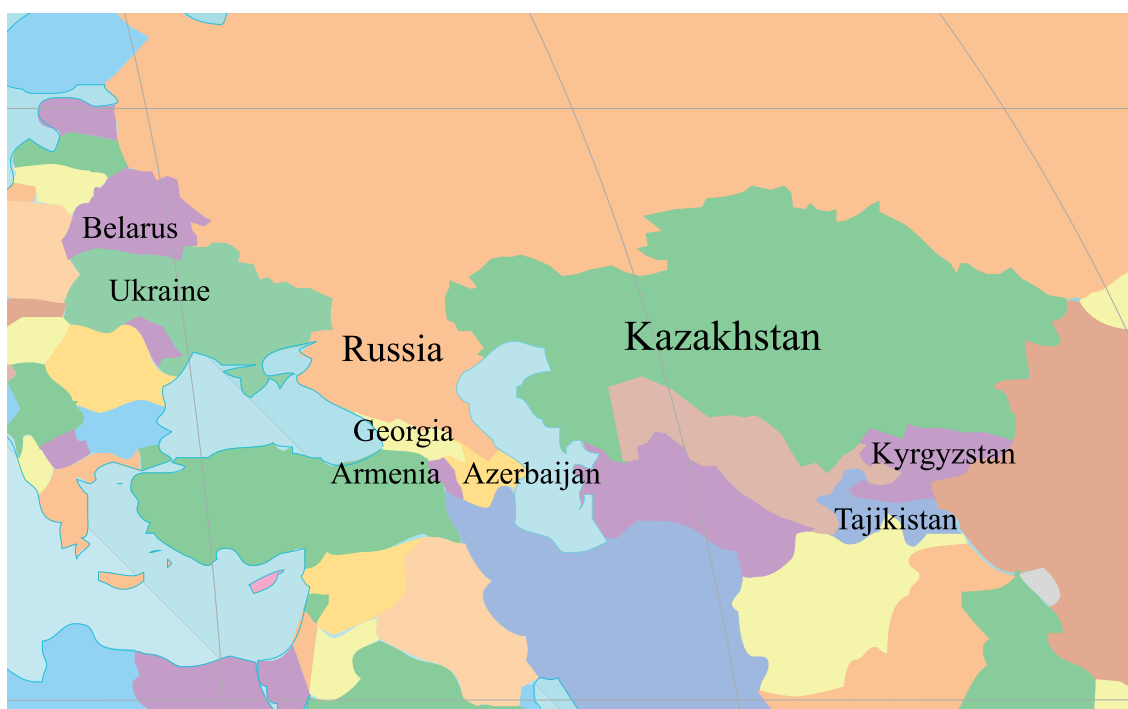 Belarus
Ukraine
Russia
Kazakhstan
Georgia
Armenia
Azerbaijan
Kyrgyzstan
Tajikistan